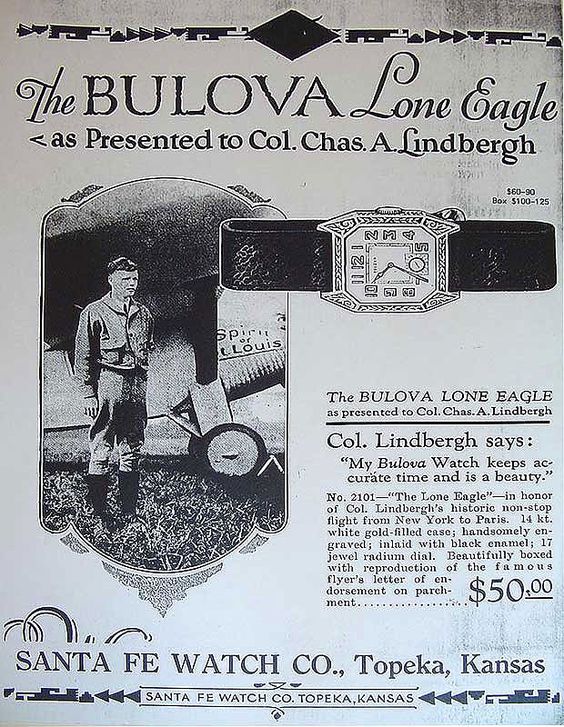 The BULOVA Lone Eagle
< as Presented to Col. Chas. A. Lindbergh
$60-90
Box $100-125
Spirit
of
St. Louis
The BULOVA LONE EAGLE
as presented to Col. Chas. A. Lindbergh
Col. Lindbergh says:
"My Bulova Watch keeps ac-
curate time and is a beauty."
No. 2101—"The Lone Eagle"—in honor
of Col. Lindbergh's historic non-stop
flight from New York to Paris. 14 kt.
white gold-filled case; handsomely en-
graved; inlaid with black enamel; 17
jewel radium dial. Beautifully boxed
with reproduction of the famous
flyer's letter of en-
dorsement on parch-
ment.................. $50.00
SANTA FE WATCH CO., Topeka, Kansas
SANTA FE WATCH CO. TOPEKA, KANSAS